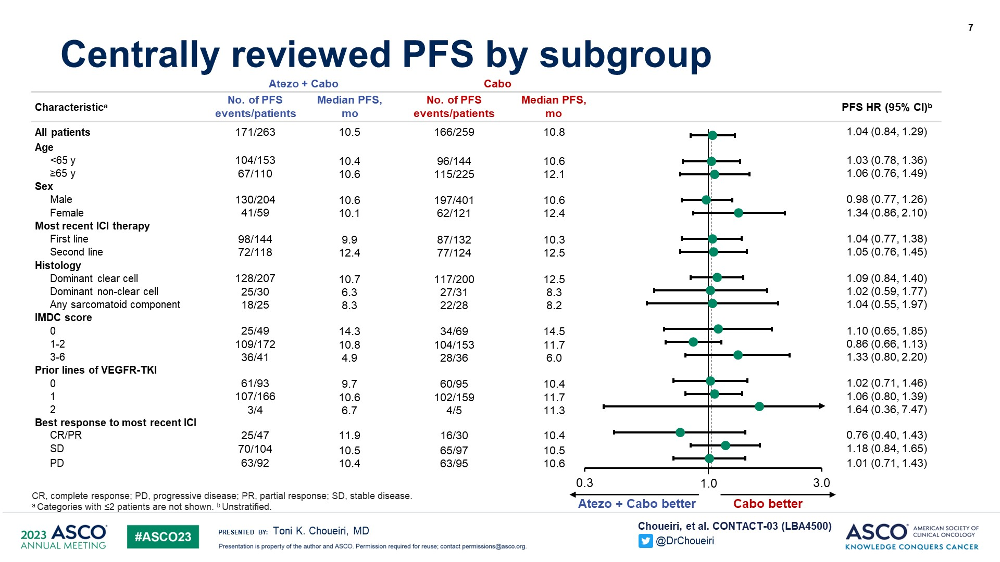 7
Centrally reviewed PFS by subgroup
Atezo + Cabo Cabo
Characteristicᵃ No. of PFS events/patients Median PFS, mo No. of PFS events/patients Median PFS, mo PFS HR (95% CI)ᵇ
All patients 171/263 10.5 166/259 10.8 1.04 (0.84, 1.29)
Age
<65 y 104/153 10.4 96/144 10.6 1.03 (0.78, 1.36)
≥65 y 67/110 10.6 115/225 12.1 1.06 (0.76, 1.49)
Sex
Male 130/204 10.6 197/401 10.6 0.98 (0.77, 1.26)
Female 41/59 10.1 62/121 12.4 1.34 (0.86, 2.10)
Most recent ICI therapy
First line 98/144 9.9 87/132 10.3 1.04 (0.77, 1.38)
Second line 72/118 12.4 77/124 12.5 1.05 (0.76, 1.45)
Histology
Dominant clear cell 128/207 10.7 117/200 12.5 1.09 (0.84, 1.40)
Dominant non-clear cell 25/30 6.3 27/31 8.3 1.02 (0.59, 1.77)
Any sarcomatoid component 18/25 8.3 22/28 8.2 1.04 (0.55, 1.97)
IMDC score
0 25/49 14.3 34/69 14.5 1.10 (0.65, 1.85)
1-2 109/172 10.8 104/153 11.7 0.86 (0.66, 1.13)
3-6 36/41 4.9 28/36 6.0 1.33 (0.80, 2.20)
Prior lines of VEGFR-TKI
0 61/93 9.7 60/95 10.4 1.02 (0.71, 1.46)
1 107/166 10.6 102/159 11.7 1.06 (0.80, 1.39)
2 3/4 6.7 4/5 11.3 1.64 (0.36, 7.47)
Best response to most recent ICI
CR/PR 25/47 11.9 16/30 10.4 0.76 (0.40, 1.43)
SD 70/104 10.5 65/97 10.5 1.18 (0.84, 1.65)
PD 63/92 10.4 63/95 10.6 1.01 (0.71, 1.43)
0.3 1.0 3.0
Atezo + Cabo better Cabo better
CR, complete response; PD, progressive disease; PR, partial response; SD, stable disease.
ᵃ Categories with ≤2 patients are not shown. ᵇ Unstratified.
2023 ASCO®
ANNUAL MEETING
#ASCO23
PRESENTED BY: Toni K. Choueiri, MD
Presentation is property of the author and ASCO. Permission required for reuse; contact permissions@asco.org.
Choueiri, et al. CONTACT-03 (LBA4500)
@DrChoueiri
ASCO® AMERICAN SOCIETY OF CLINICAL ONCOLOGY
KNOWLEDGE CONQUERS CANCER